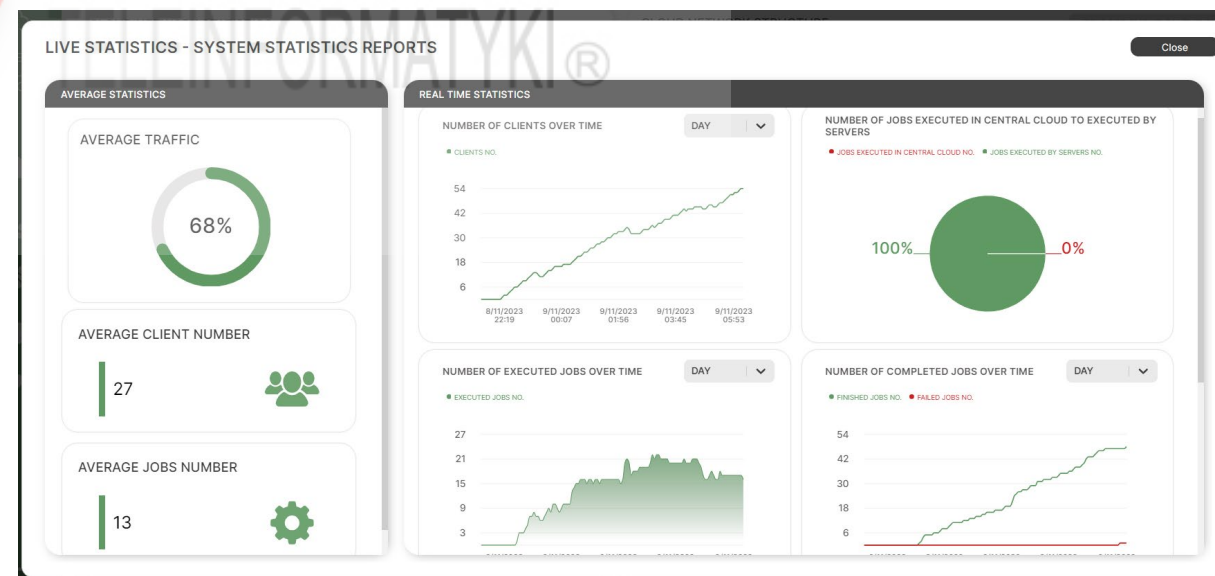 TELEINFORMATYKI ®
LIVE STATISTICS - SYSTEM STATISTICS REPORTS
Close
AVERAGE STATISTICS
AVERAGE TRAFFIC
68%
AVERAGE CLIENT NUMBER
27
AVERAGE JOBS NUMBER
13
REAL TIME STATISTICS
NUMBER OF CLIENTS OVER TIME
DAY
CLIENTS NO.
54
42
30
18
6
8/11/2023 9/11/2023 9/11/2023 9/11/2023 9/11/2023
22:19 00:07 01:56 03:45 05:53
NUMBER OF JOBS EXECUTED IN CENTRAL CLOUD TO EXECUTED BY
SERVERS
JOBS EXECUTED IN CENTRAL CLOUD NO. JOBS EXECUTED BY SERVERS NO.
100% 0%
NUMBER OF EXECUTED JOBS OVER TIME
DAY
EXECUTED JOBS NO.
27
21
15
9
3
NUMBER OF COMPLETED JOBS OVER TIME
DAY
FINISHED JOBS NO. FAILED JOBS NO.
54
42
30
18
6